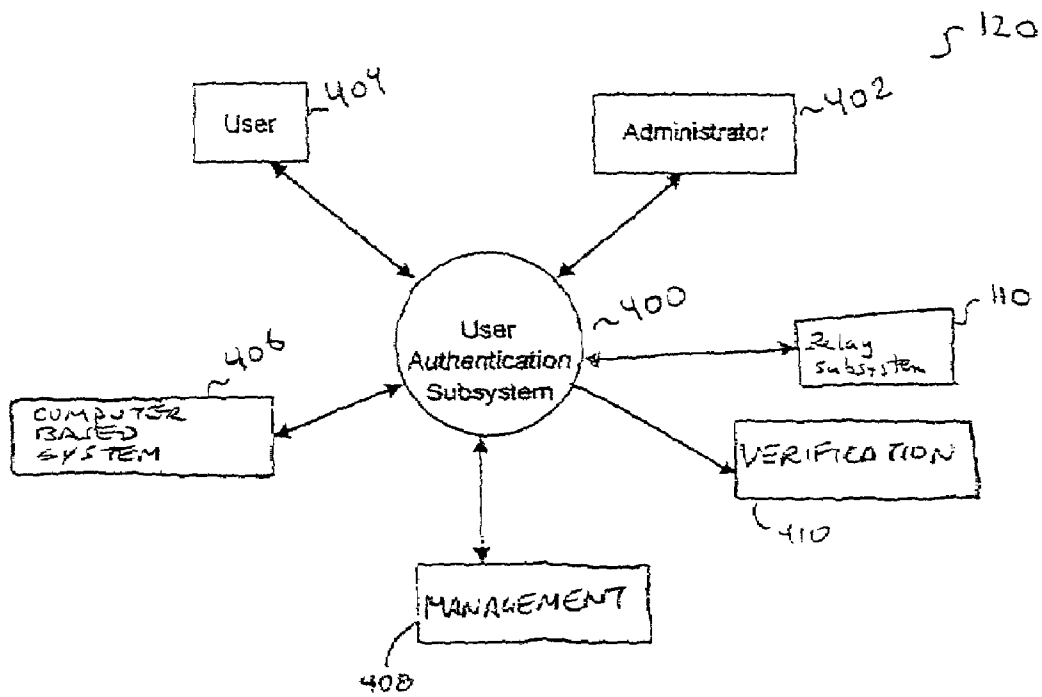 120
404
User
402
Administrator
400
User
Authentication
Subsystem
110
Relay
subsystem
406
COMPUTER
BASED
SYSTEM
VERIFICATION
410
MANAGEMENT
408